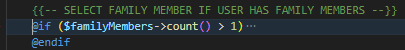 {{-- SELECT FAMILY MEMBER IF USER HAS FAMILY MEMBERS --}}
@if ($familyMembers->count() > 1)⋯
@endif